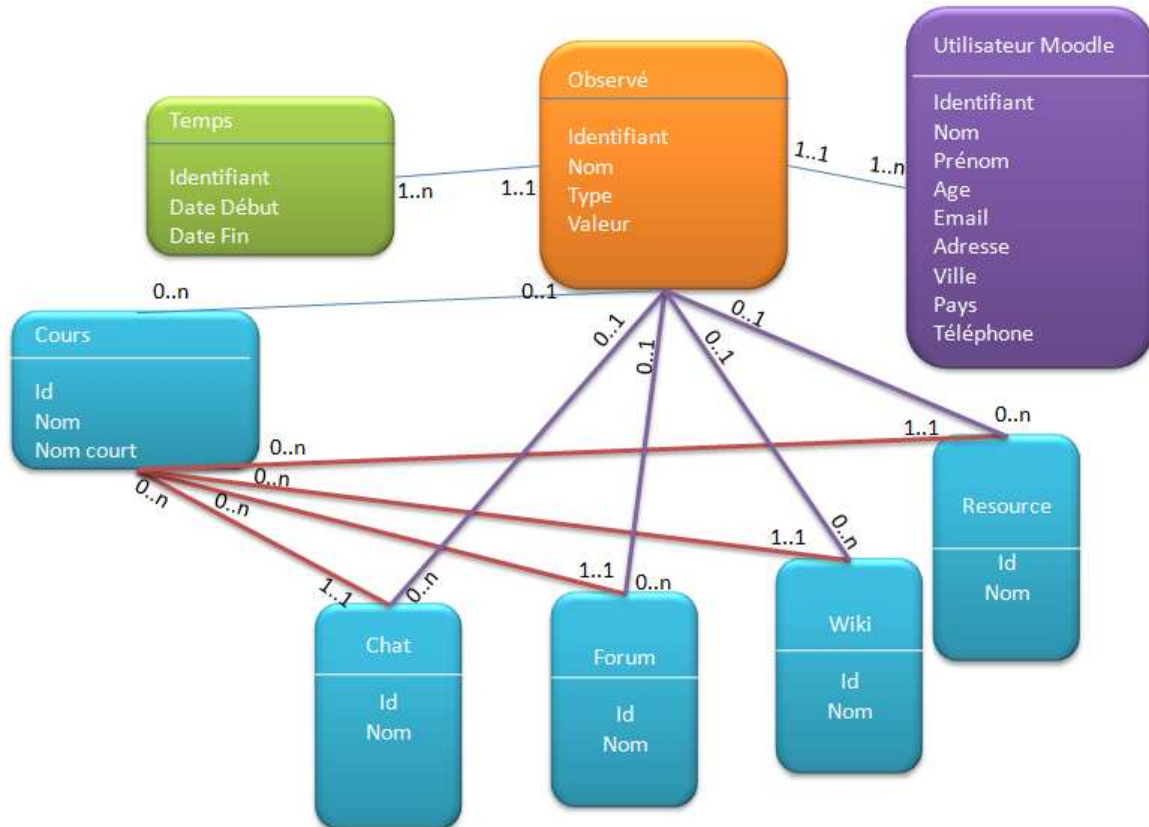 Utilisateur Moodle
Identifiant
Nom
Prénom
Age
Email
Adresse
Ville
Pays
Téléphone
Observé
Identifiant
Nom
Type
Valeur
Temps
Identifiant
Date Début
Date Fin
1..n
1..1
1..1
1..n
0..n
0..1
Cours
Id
Nom
Nom court
0..1
0..1
0..1
0..1
0..n
1..1
0..n
0..n
0..n
0..n
1..1
0..n
1..1
0..n
1..1
0..n
Resource
Id
Nom
Wiki
Id
Nom
Forum
Id
Nom
Chat
Id
Nom